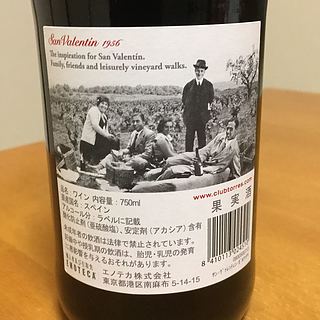 San Valentín 1956
The inspiration for San Valentín.
Family, friends and leisurely vineyard walks.
www.clubtorres.com
果実酒
品名：ワイン 内容量：750ml
原産国名：スペイン
アルコール分：ラベルに記載
酸化防止剤（亜硫酸塩）、安定剤（アカシア）含有
未成年者の飲酒は法律で禁止されています。
妊娠中や授乳期の飲酒は、胎児・乳児の発育
に悪影響を与えるおそれがあります。
ENOTECA
エノテカ株式会社
東京都港区南麻布 5-14-15